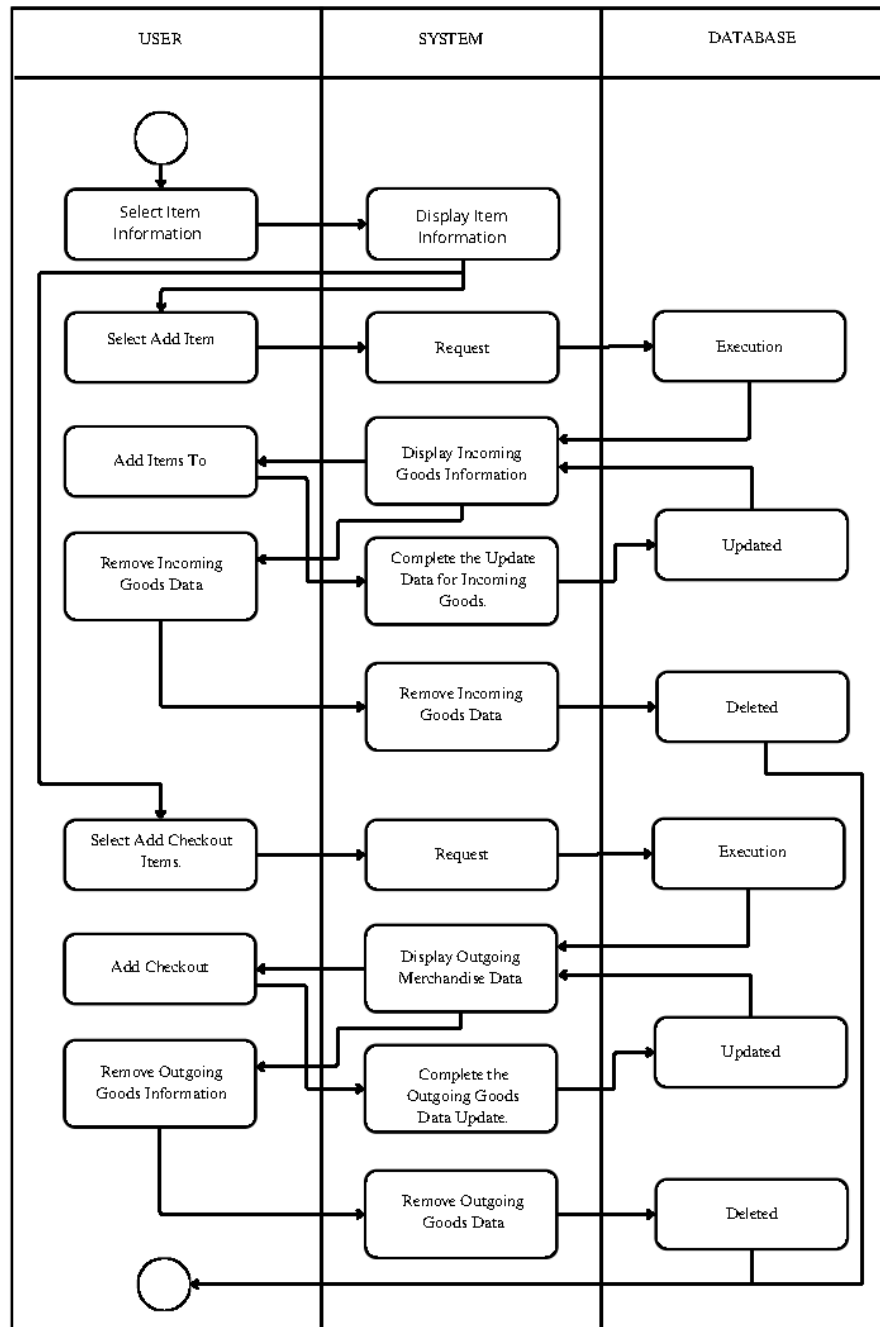 USER
SYSTEM
DATABASE
Select Item
Information
Display Item
Information
Select Add Item
Request
Execution
Add Items To
Display Incoming
Goods Information
Remove Incoming
Goods Data
Complete the Update
Data for Incoming
Goods.
Updated
Remove Incoming
Goods Data
Deleted
Select Add Checkout
Items.
Request
Execution
Add Checkout
Display Outgoing
Merchandise Data
Remove Outgoing
Goods Information
Complete the
Outgoing Goods
Data Update.
Updated
Remove Outgoing
Goods Data
Deleted